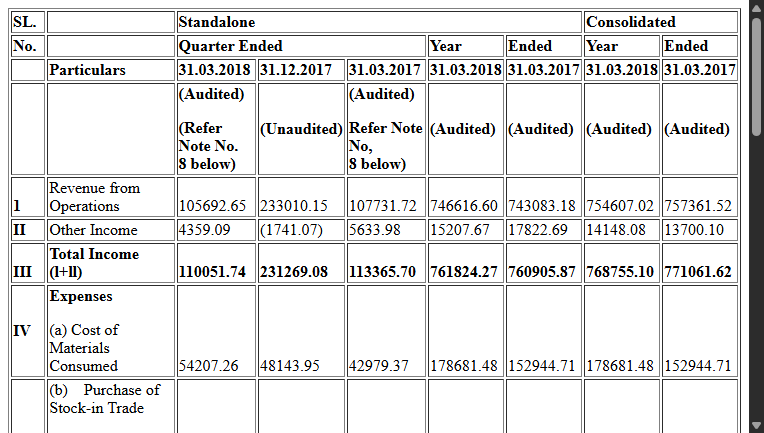 SL. Standalone Consolidated
No. Quarter Ended Year Ended Year Ended
Particulars 31.03.2018 31.12.2017 31.03.2017 31.03.2018 31.03.2017 31.03.2018 31.03.2017
(Audited) (Audited)
(Refer (Unaudited) Refer Note (Audited) (Audited) (Audited) (Audited)
Note No. No,
8 below) 8 below)
Revenue from
1 Operations 105692.65 233010.15 107731.72 746616.60 743083.18 754607.02 757361.52
II Other Income 4359.09 (1741.07) 5633.98 15207.67 17822.69 14148.08 13700.10
Total Income
III (l+ll) 110051.74 231269.08 113365.70 761824.27 760905.87 768755.10 771061.62
Expenses
IV (a) Cost of
Materials
Consumed 54207.26 48143.95 42979.37 178681.48 152944.71 178681.48 152944.71
(b) Purchase of
Stock-in Trade